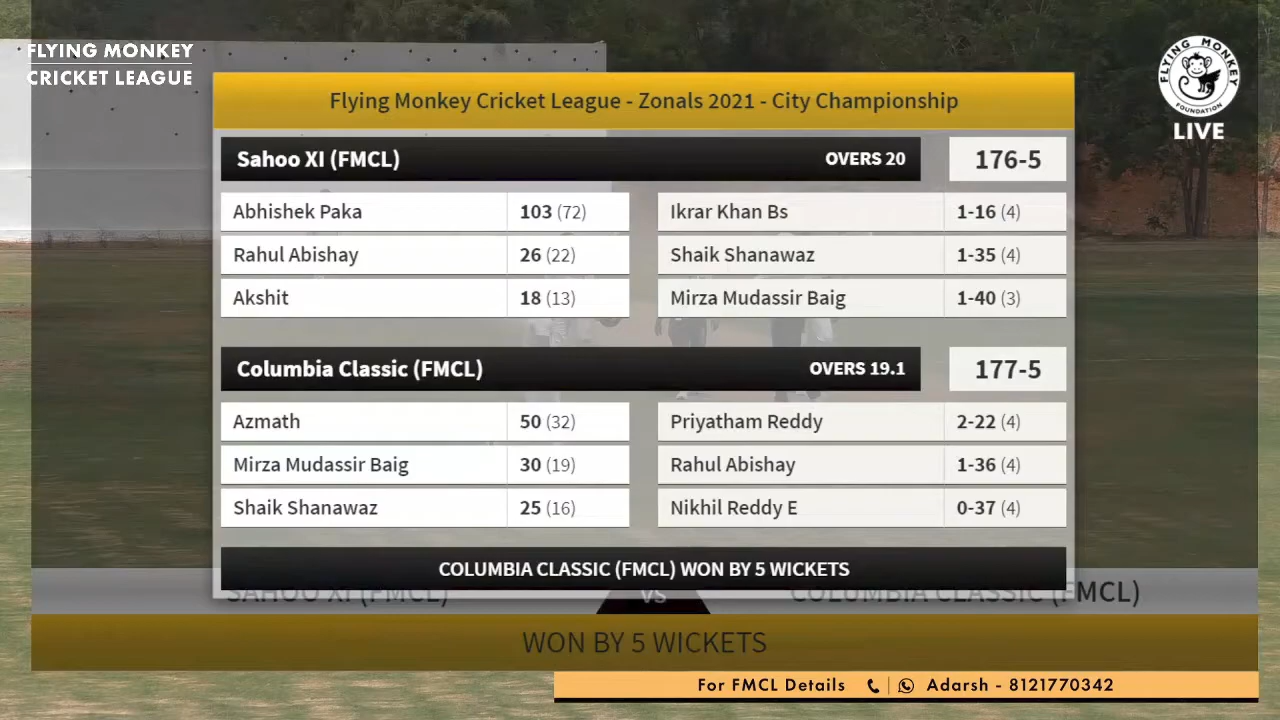 FLYING MONKEY
CRICKET LEAGUE
FLYING MONKEY
FOUNDATION
LIVE
Flying Monkey Cricket League - Zonals 2021 - City Championship
Sahoo XI (FMCL) OVERS 20 176-5
Abhishek Paka 103 (72) Ikrar Khan Bs 1-16 (4)
Rahul Abishay 26 (22) Shaik Shanawaz 1-35 (4)
Akshit 18 (13) Mirza Mudassir Baig 1-40 (3)
Columbia Classic (FMCL) OVERS 19.1 177-5
Azmath 50 (32) Priyatham Reddy 2-22 (4)
Mirza Mudassir Baig 30 (19) Rahul Abishay 1-36 (4)
Shaik Shanawaz 25 (16) Nikhil Reddy E 0-37 (4)
COLUMBIA CLASSIC (FMCL) WON BY 5 WICKETS
SAHOO XI (FMCL) VS COLUMBIA CLASSIC (FMCL)
WON BY 5 WICKETS
For FMCL Details Adarsh - 8121770342